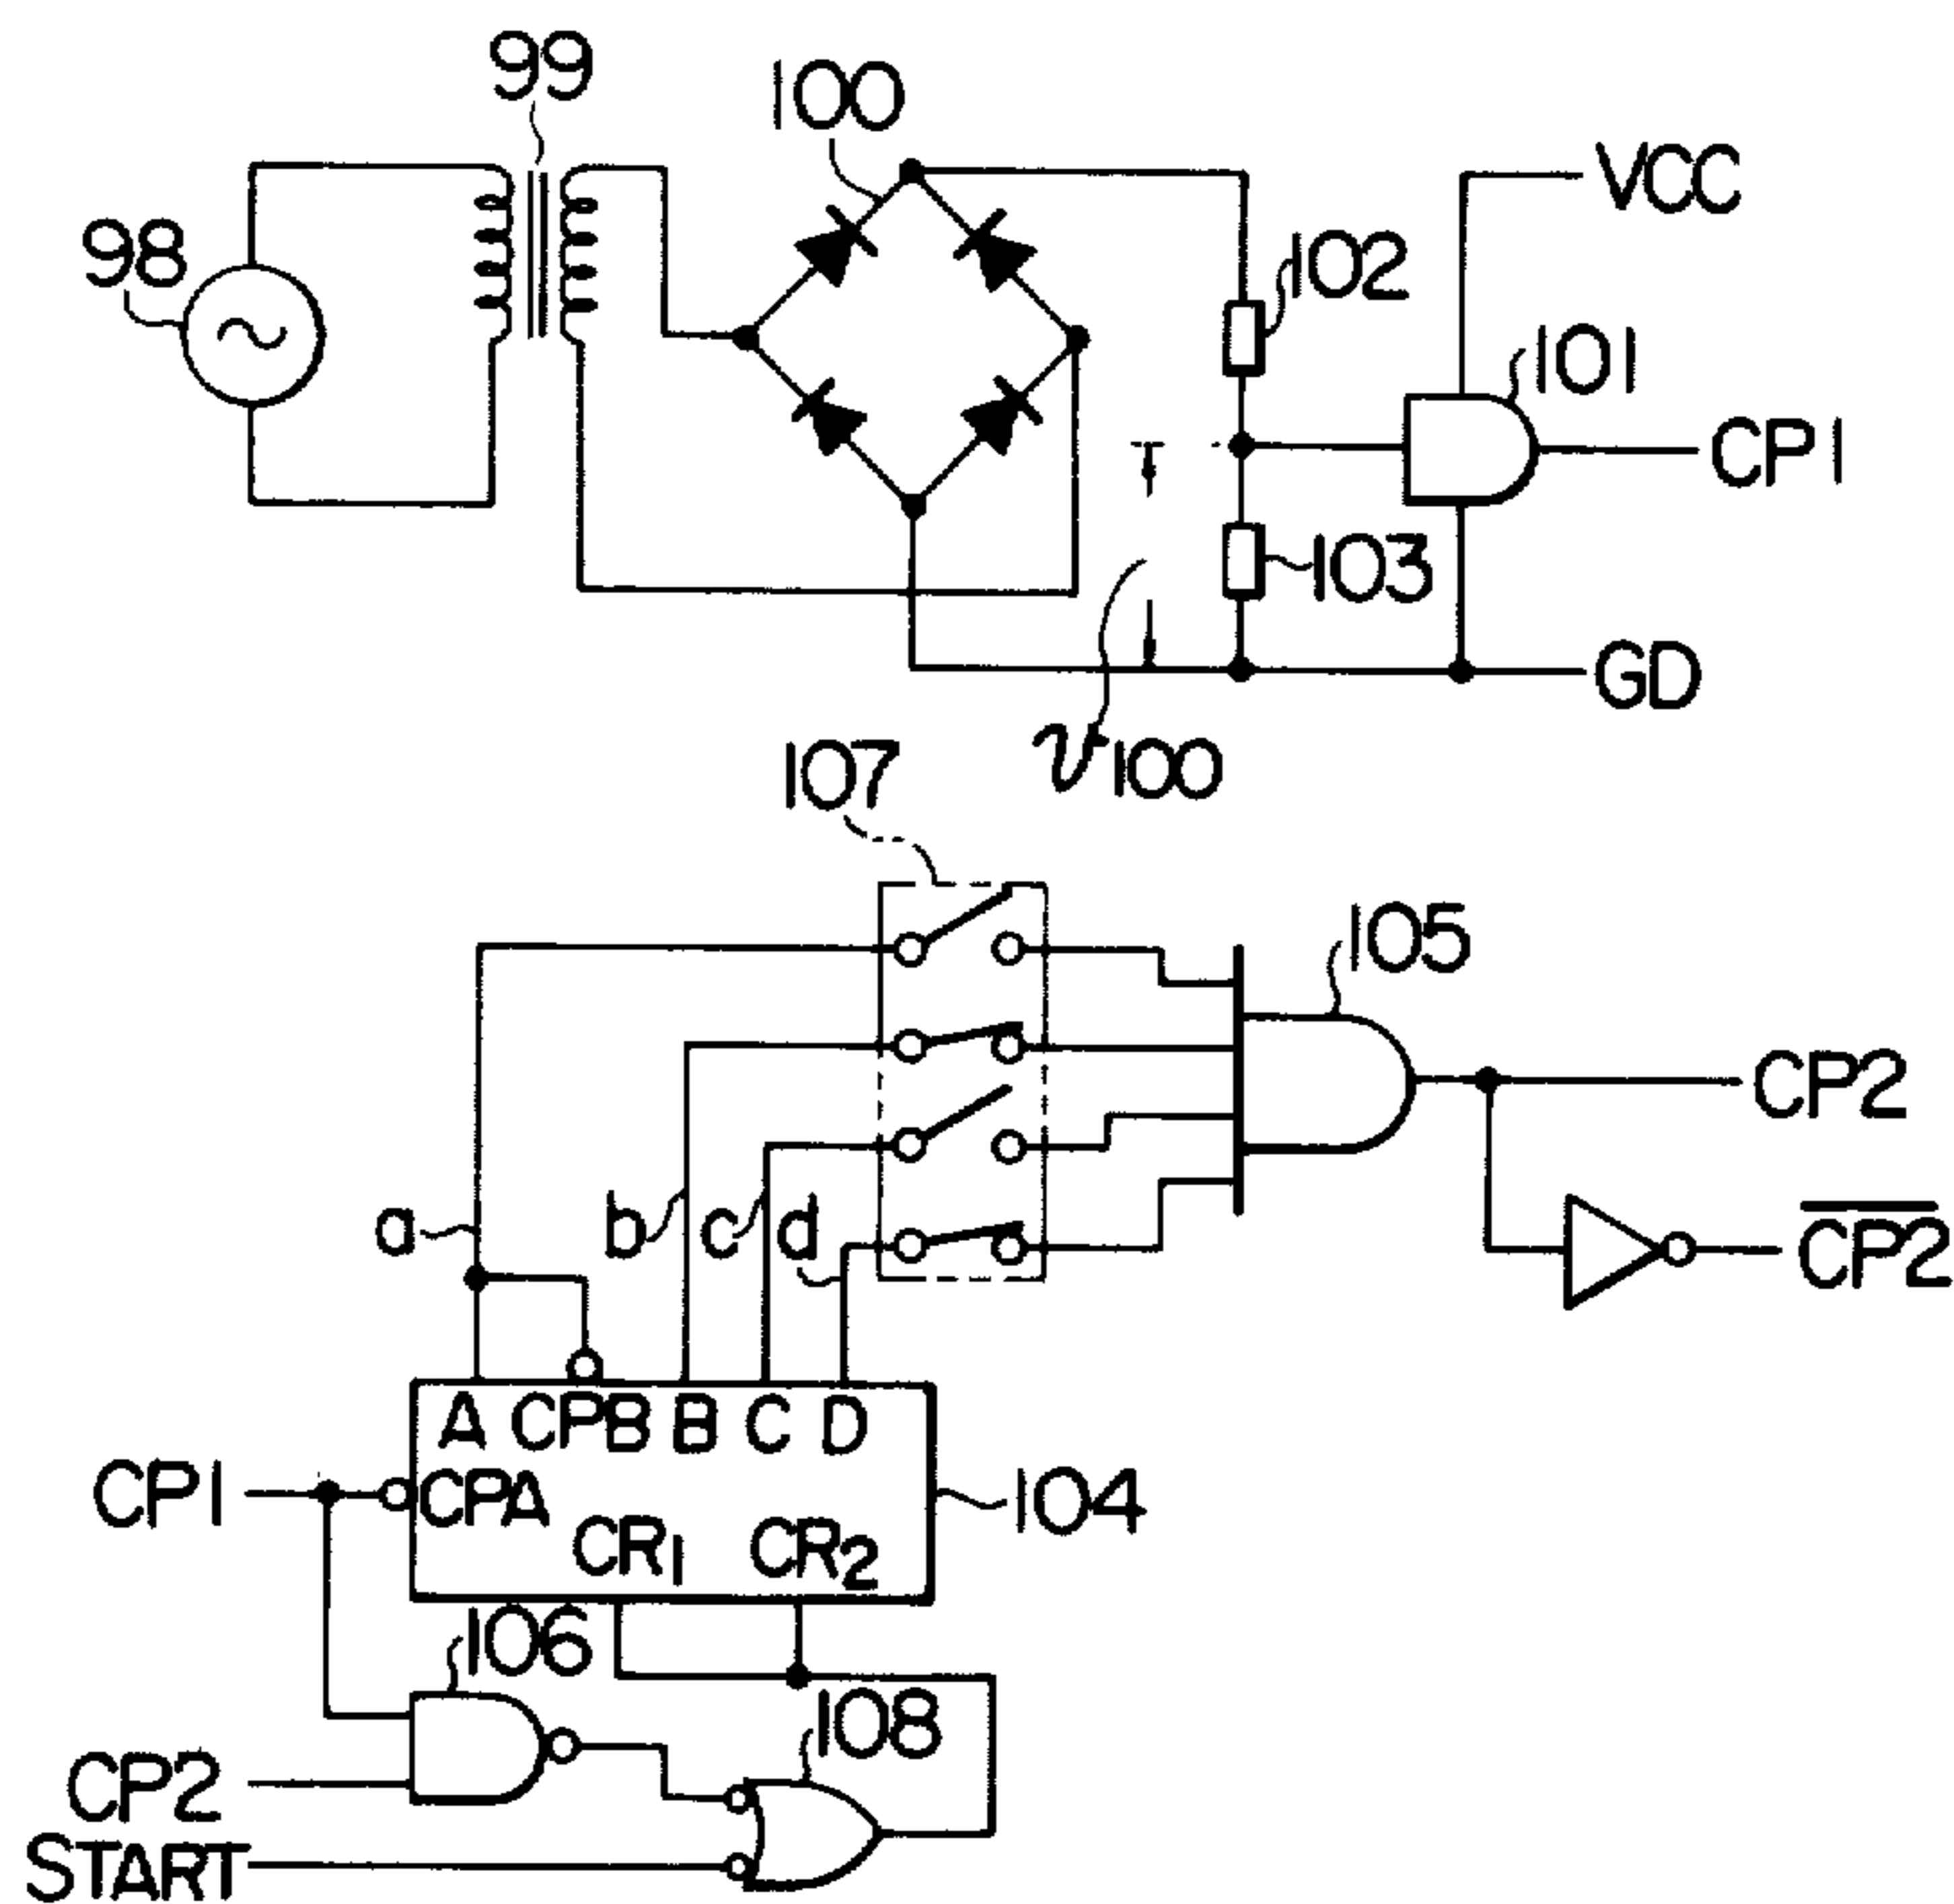 99
100
VCC
98
102
101
CP1
103
GD
107
v100
105
CP2
a b c d
CP2
A CPB B C D
CP1 CPA
104
CR1 CR2
106
108
CP2
START